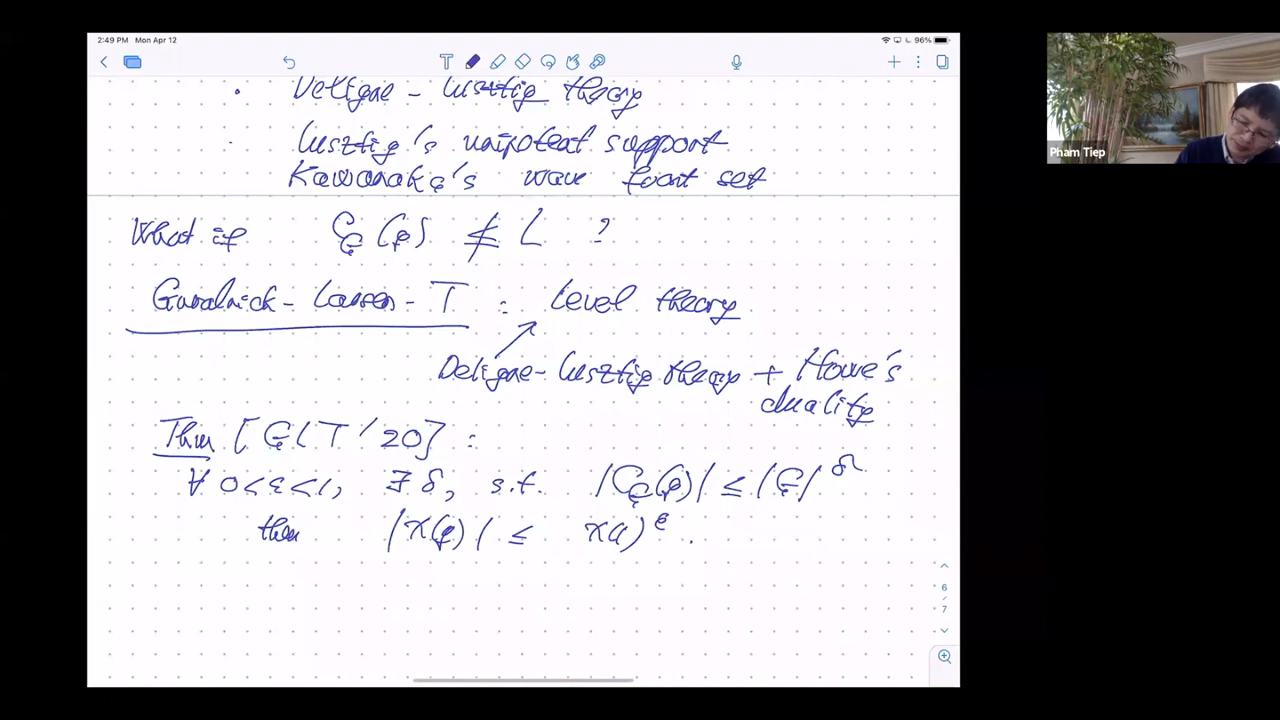 2:49 PM Mon Apr 12
96%
• Deligne - Lusztig theory
Lusztig's unipotent support
Kawanaka's wave front set
What if C_G(g) ≰ L ?
Guralnick - Larsen - T : level theory
Deligne - Lusztig theory + Howe's
duality
Thm [GLT '20] :
∀ 0<ε<1, ∃ δ, s.t. |C_G(g)| ≤ |G|^δ
then |χ(g)| ≤ χ(1)^ε .
6
7
Pham Tiep